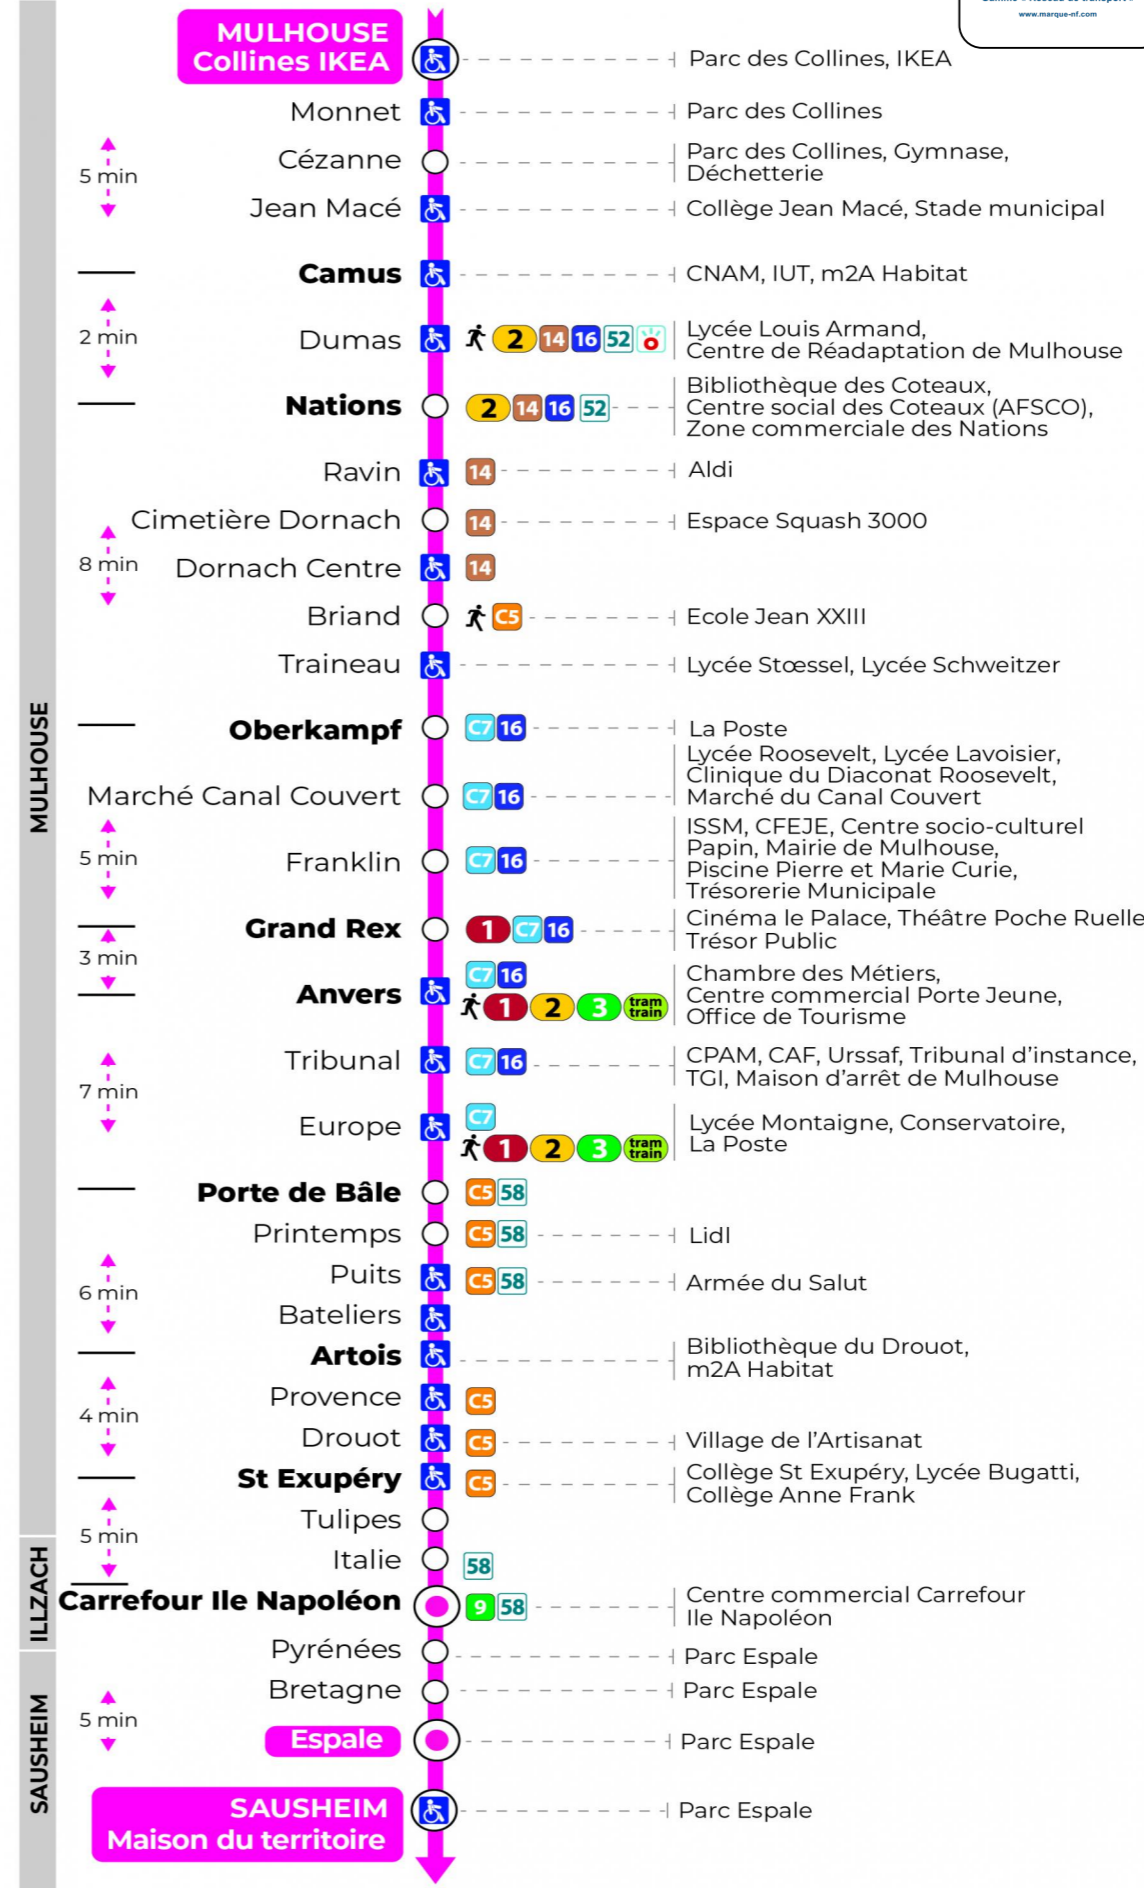 www.marque-nf.com
MULHOUSE
Collines IKEA
Parc des Collines, IKEA
Monnet
Parc des Collines
Cézanne
Parc des Collines, Gymnase,
Déchetterie
5 min
Jean Macé
Collège Jean Macé, Stade municipal
Camus
CNAM, IUT, m2A Habitat
2 min
Dumas
2 14 16 52
Lycée Louis Armand,
Centre de Réadaptation de Mulhouse
Nations
2 14 16 52
Bibliothèque des Coteaux,
Centre social des Coteaux (AFSCO),
Zone commerciale des Nations
Ravin
14
Aldi
Cimetière Dornach
14
Espace Squash 3000
8 min
Dornach Centre
14
Briand
C5
Ecole Jean XXIII
Traineau
Lycée Stœssel, Lycée Schweitzer
MULHOUSE
Oberkampf
C7 16
La Poste
Marché Canal Couvert
C7 16
Lycée Roosevelt, Lycée Lavoisier,
Clinique du Diaconat Roosevelt,
Marché du Canal Couvert
5 min
Franklin
C7 16
ISSM, CFEJE, Centre socio-culturel
Papin, Mairie de Mulhouse,
Piscine Pierre et Marie Curie,
Trésorerie Municipale
Grand Rex
1 C7 16
Cinéma le Palace, Théâtre Poche Ruelle
Trésor Public
3 min
Anvers
C7 16
1 2 3 tram train
Chambre des Métiers,
Centre commercial Porte Jeune,
Office de Tourisme
Tribunal
C7 16
CPAM, CAF, Urssaf, Tribunal d’instance,
TGI, Maison d’arrêt de Mulhouse
7 min
Europe
C7
1 2 3 tram train
Lycée Montaigne, Conservatoire,
La Poste
Porte de Bâle
C5 58
Printemps
C5 58
Lidl
6 min
Puits
C5 58
Armée du Salut
Bateliers
Artois
Bibliothèque du Drouot,
m2A Habitat
Provence
C5
4 min
Drouot
C5
Village de l’Artisanat
St Exupéry
C5
Collège St Exupéry, Lycée Bugatti,
Collège Anne Frank
Tulipes
5 min
Italie
58
ILLZACH
Carrefour Ile Napoléon
9 58
Centre commercial Carrefour
Ile Napoléon
Pyrénées
Parc Espale
Bretagne
Parc Espale
5 min
SAUSHEIM
Espale
Parc Espale
SAUSHEIM
Maison du territoire
Parc Espale